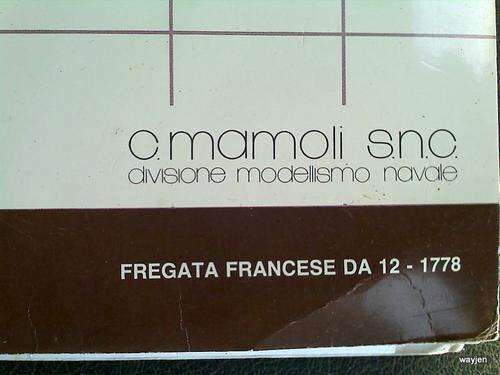 c. mamoli s.n.c.
divisione modellismo navale
FREGATA FRANCESE DA 12 - 1778
wayjen